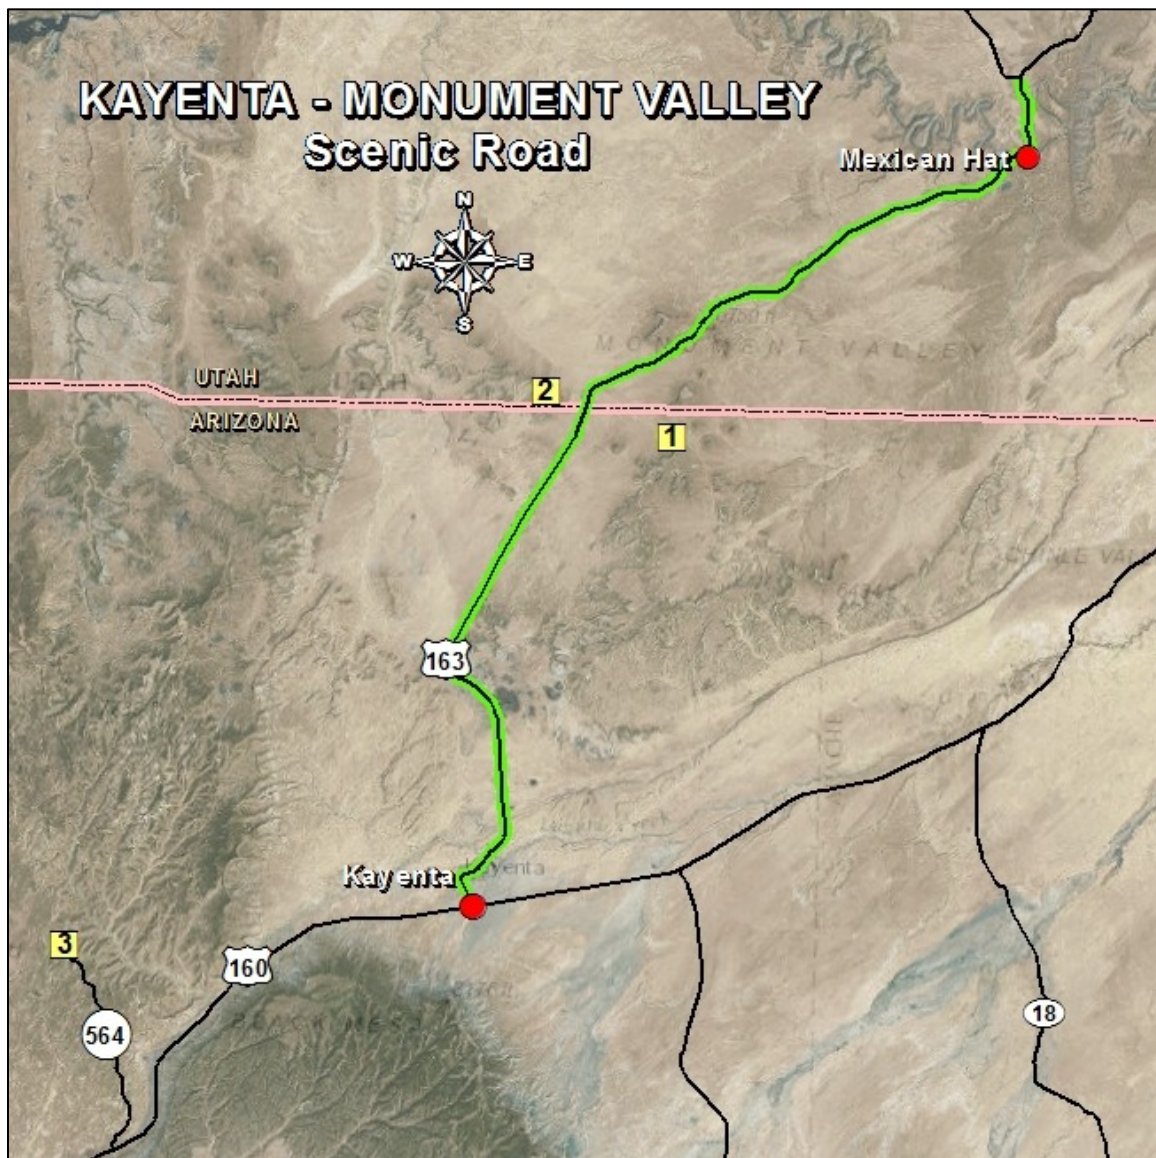 KAYENTA - MONUMENT VALLEY
Scenic Road
Mexican Hat
N
W E
S
MONUMENT VALLEY
UTAH UTAH
2
ARIZONA
1
163
Kayenta
3
160
564
18